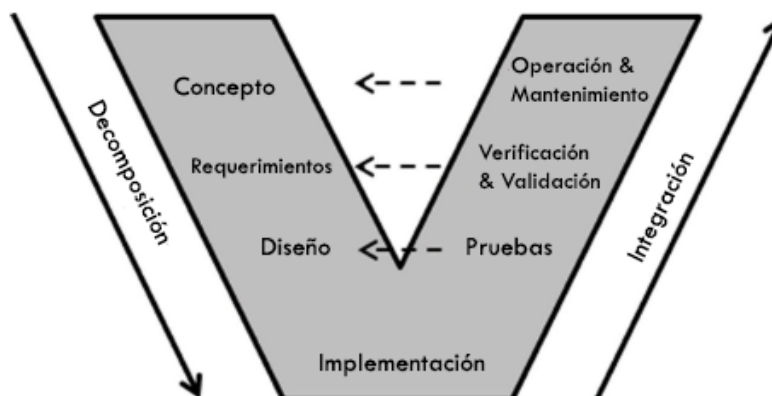 Concepto
Operación &
Mantenimiento
Decomposición
Requerimientos
Verificación
& Validación
Integración
Diseño
Pruebas
Implementación